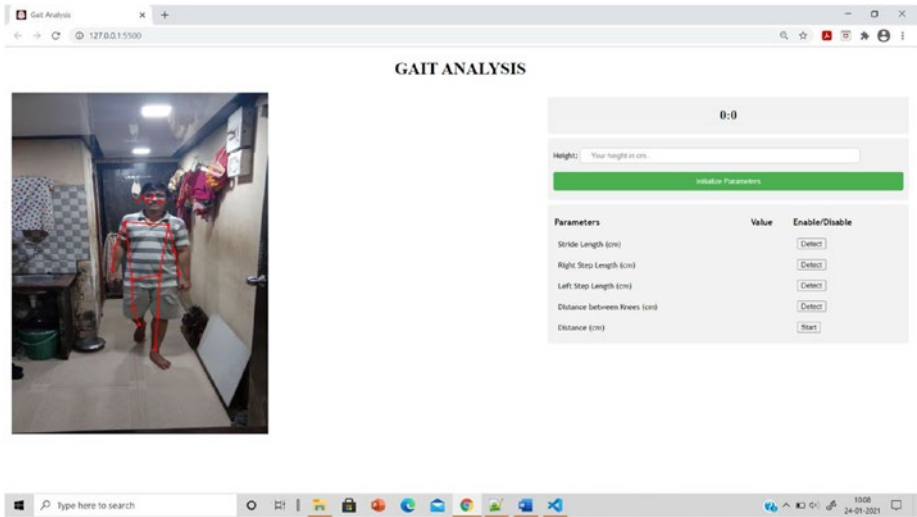 Gait Analysis
127.0.0.1:5500
GAIT ANALYSIS
0:0
Height: Your height in cm..
Initialize Parameters
Parameters Value Enable/Disable
Stride Length (cm) Detect
Right Step Length (cm) Detect
Left Step Length (cm) Detect
Distance between Knees (cm) Detect
Distance (cm) Start
Type here to search
10:08
24-01-2021